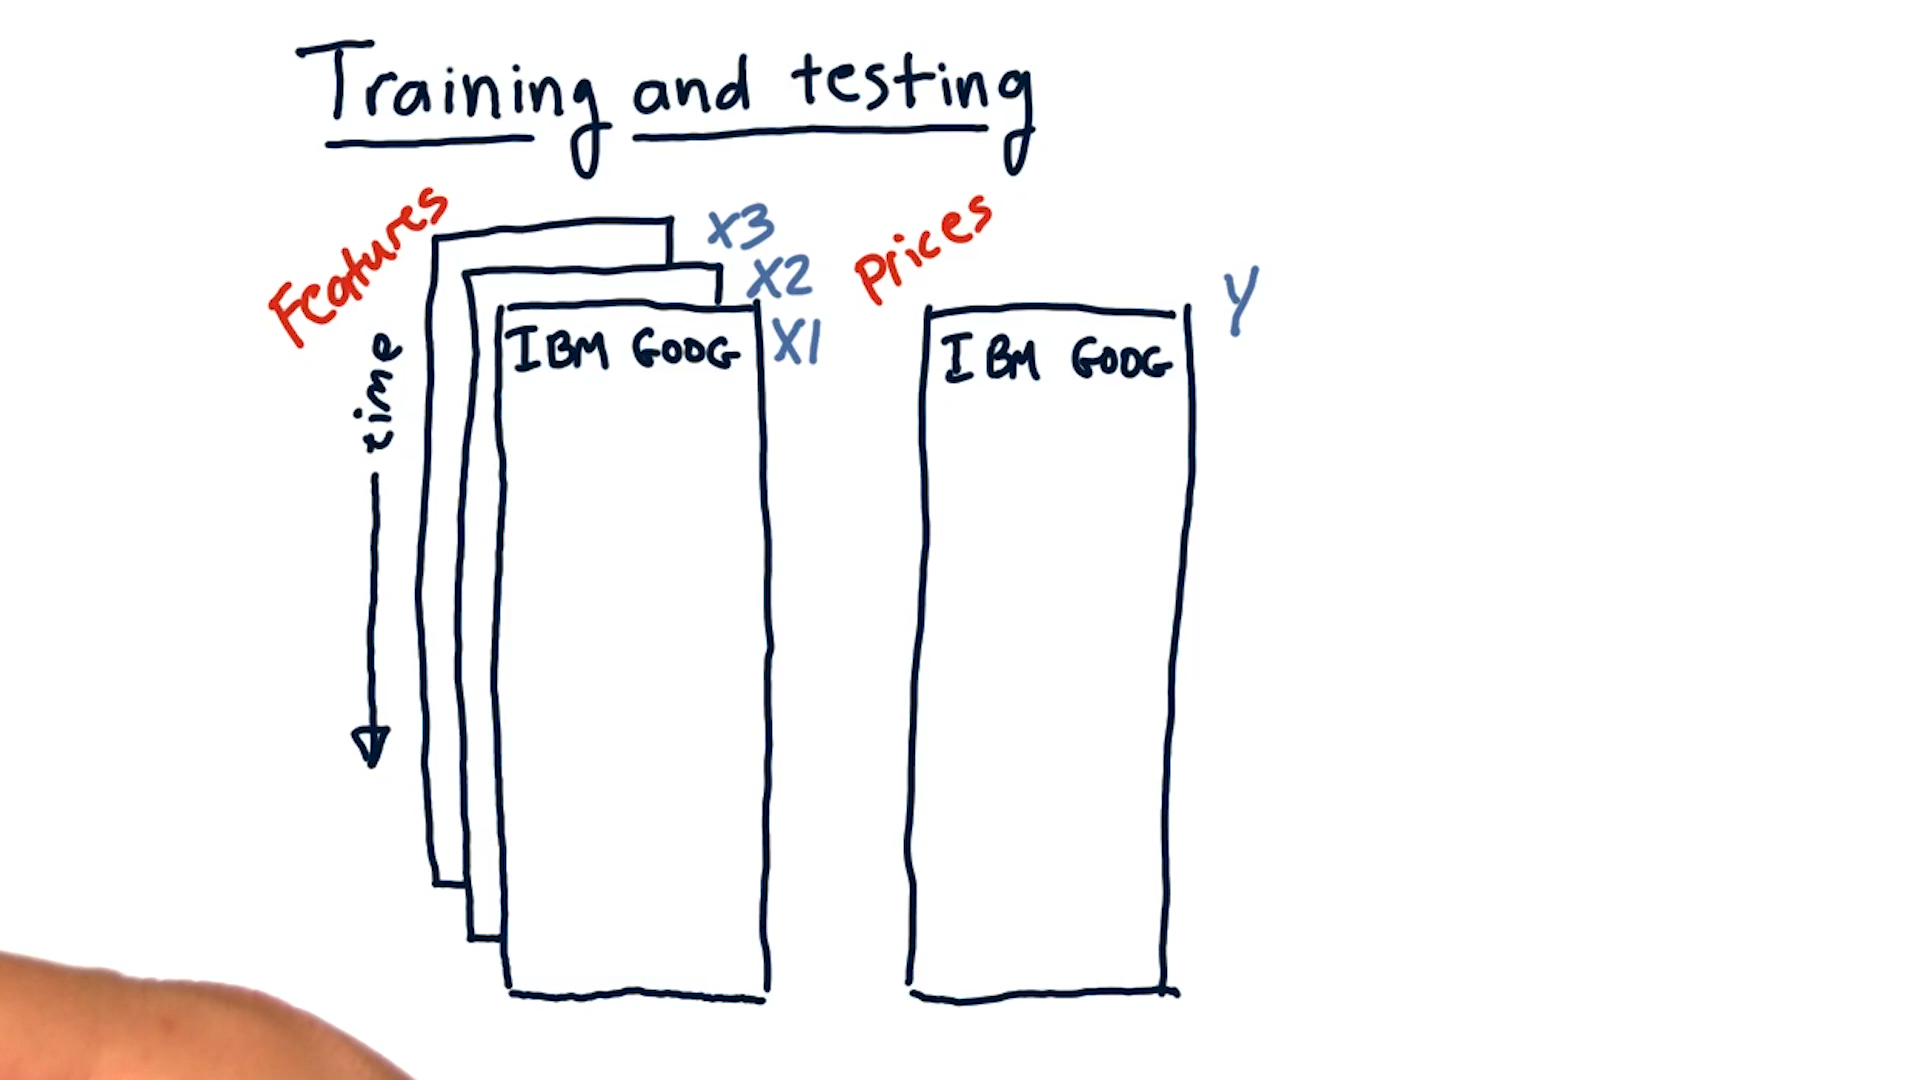 Training and testing
Features
X3
X2
X1
Prices
Y
time
IBM GOOG
IBM GOOG